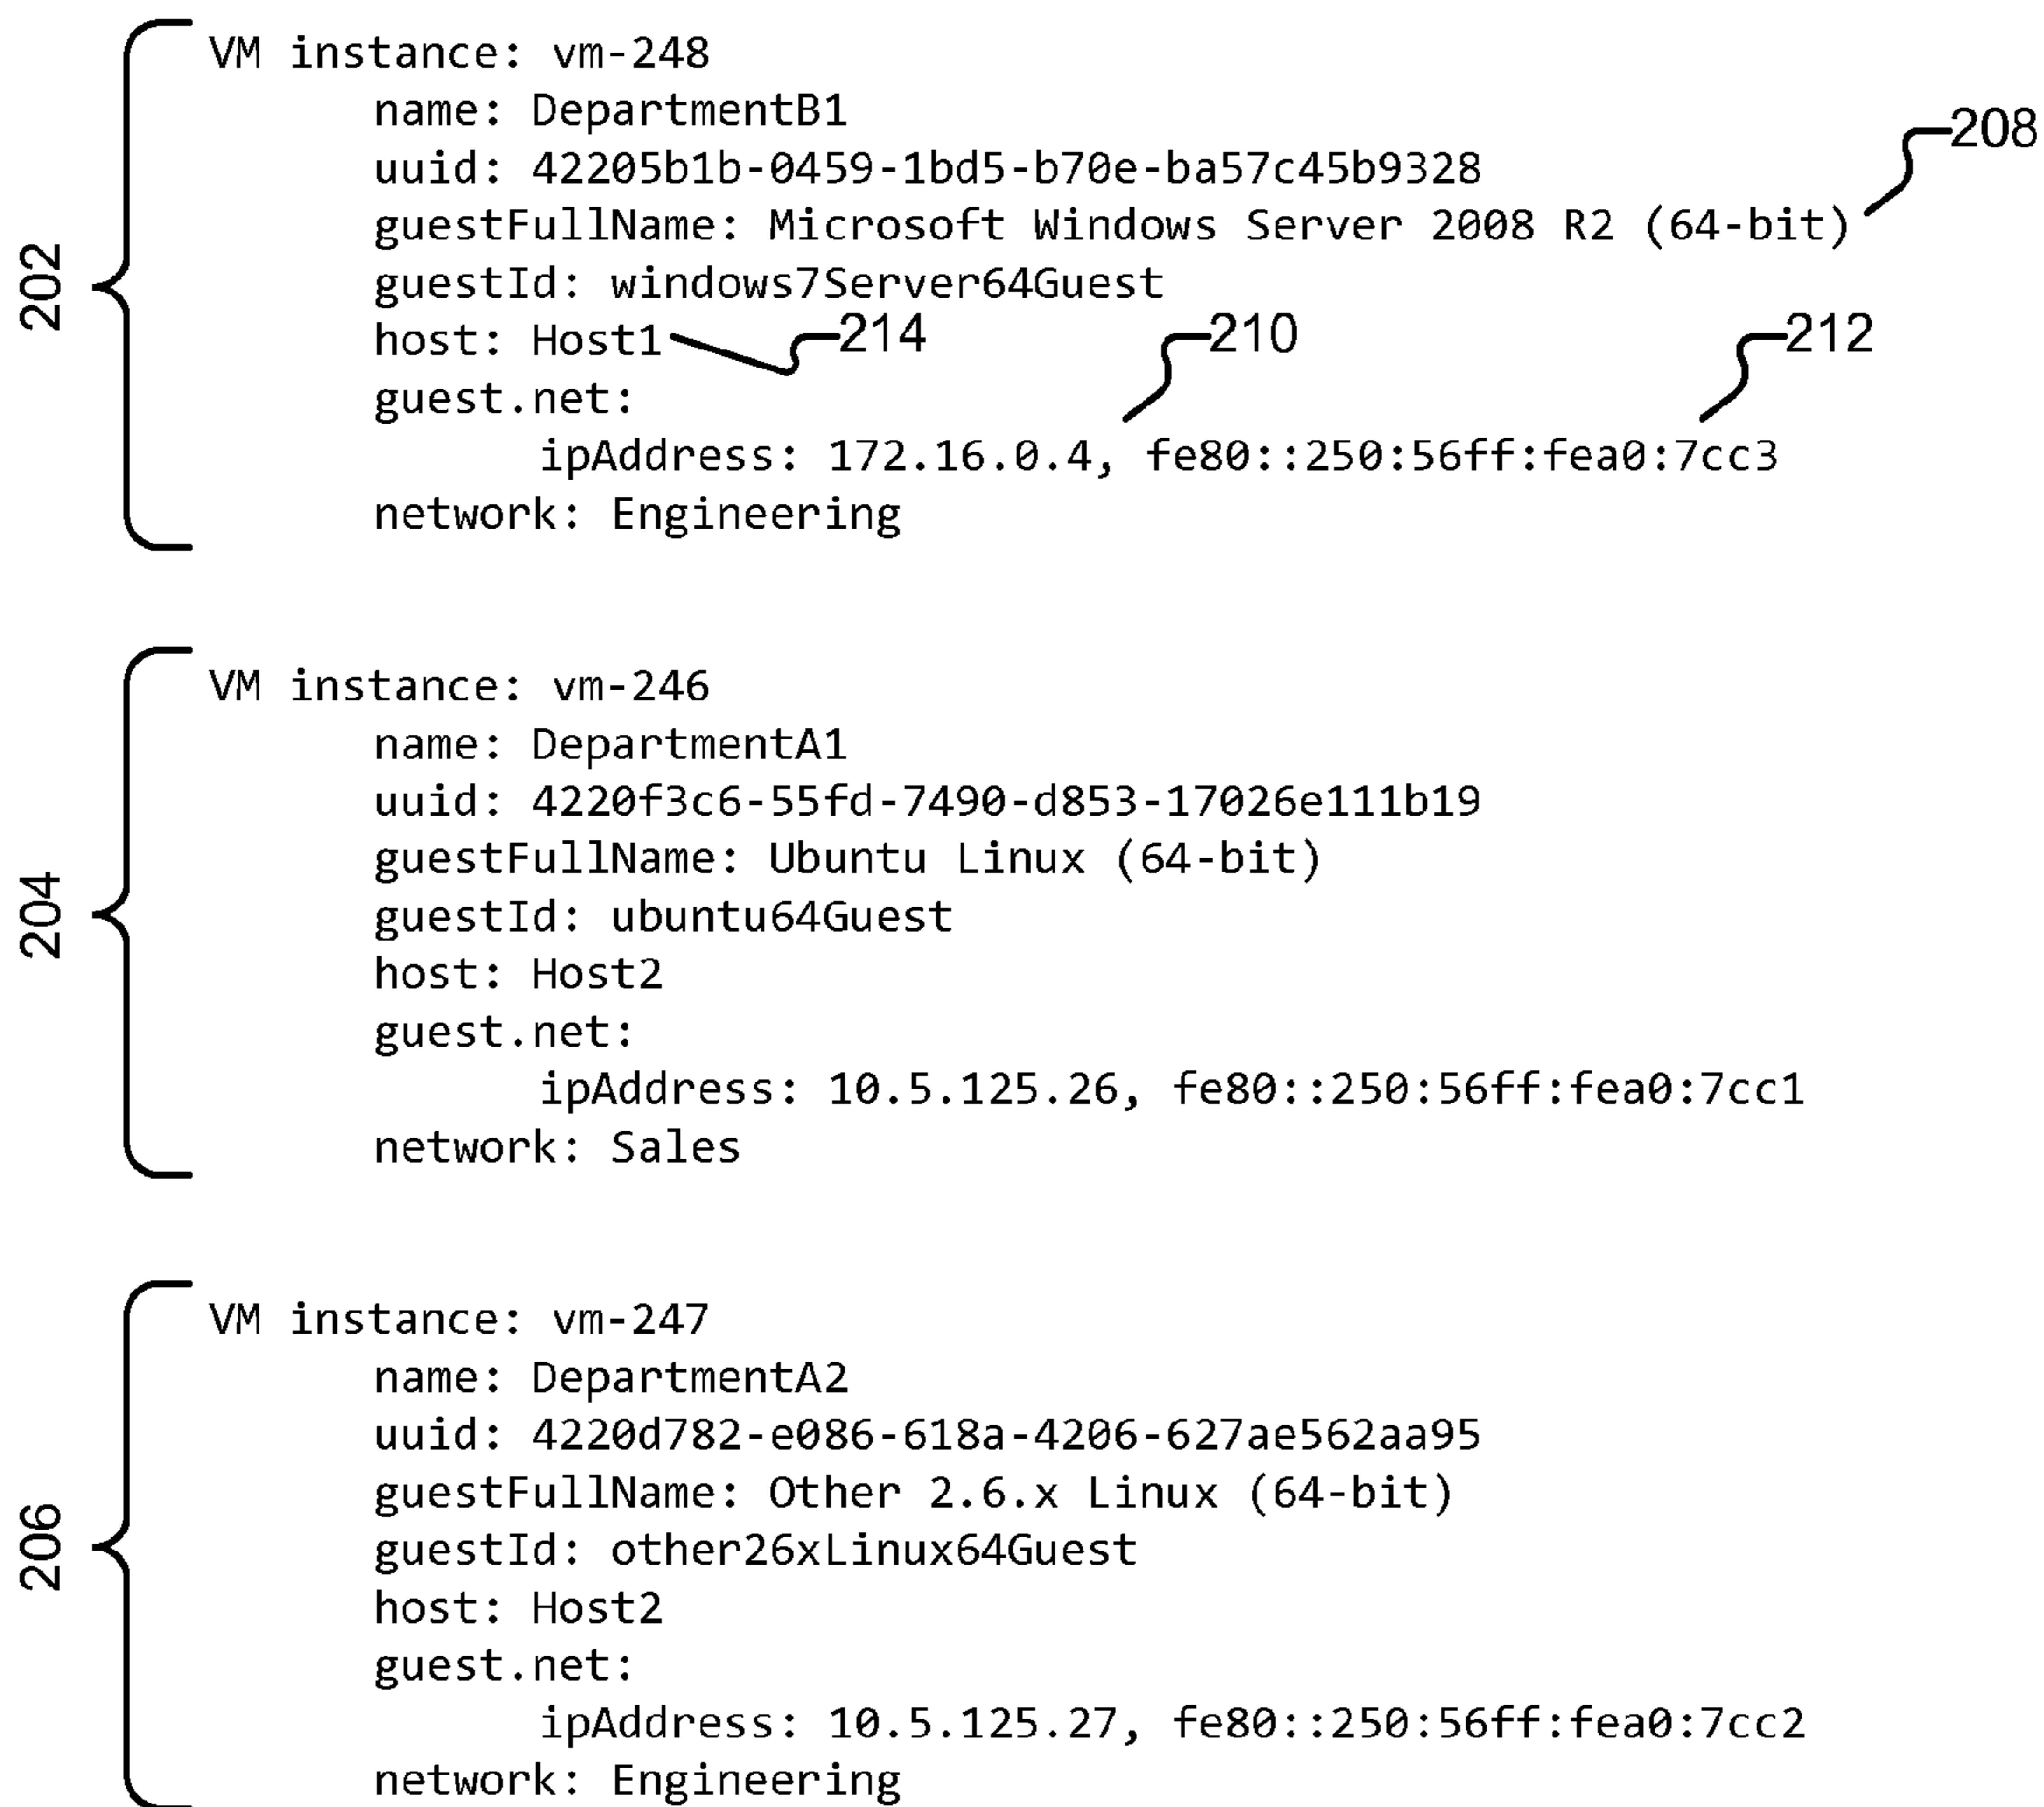 VM instance: vm-248
name: DepartmentB1
208
uuid: 42205b1b-0459-1bd5-b70e-ba57c45b9328
guestFullName: Microsoft Windows Server 2008 R2 (64-bit)
202
guestId: windows7Server64Guest
host: Host1 214 210 212
guest.net:
ipAddress: 172.16.0.4, fe80::250:56ff:fea0:7cc3
network: Engineering
VM instance: vm-246
name: DepartmentA1
uuid: 4220f3c6-55fd-7490-d853-17026e111b19
guestFullName: Ubuntu Linux (64-bit)
204
guestId: ubuntu64Guest
host: Host2
guest.net:
ipAddress: 10.5.125.26, fe80::250:56ff:fea0:7cc1
network: Sales
VM instance: vm-247
name: DepartmentA2
uuid: 4220d782-e086-618a-4206-627ae562aa95
guestFullName: Other 2.6.x Linux (64-bit)
206
guestId: other26xLinux64Guest
host: Host2
guest.net:
ipAddress: 10.5.125.27, fe80::250:56ff:fea0:7cc2
network: Engineering